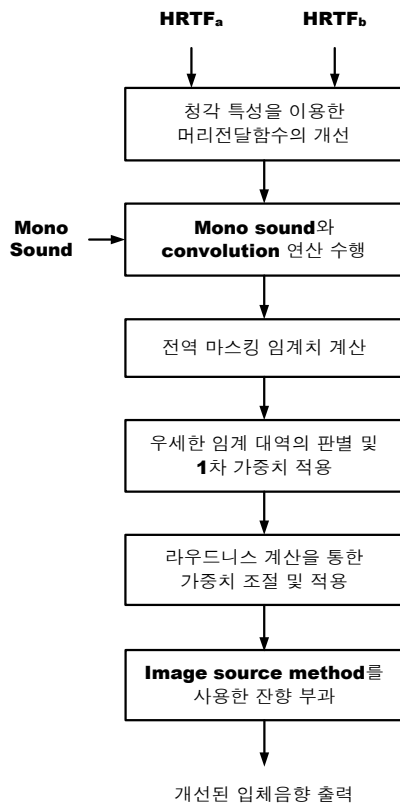 HRTFa HRTFb
청각 특성을 이용한
머리전달함수의 개선
Mono
Sound
Mono sound와
convolution 연산 수행
전역 마스킹 임계치 계산
우세한 임계 대역의 판별 및
1차 가중치 적용
라우드니스 계산을 통한
가중치 조절 및 적용
Image source method를
사용한 잔향 부과
개선된 입체음향 출력